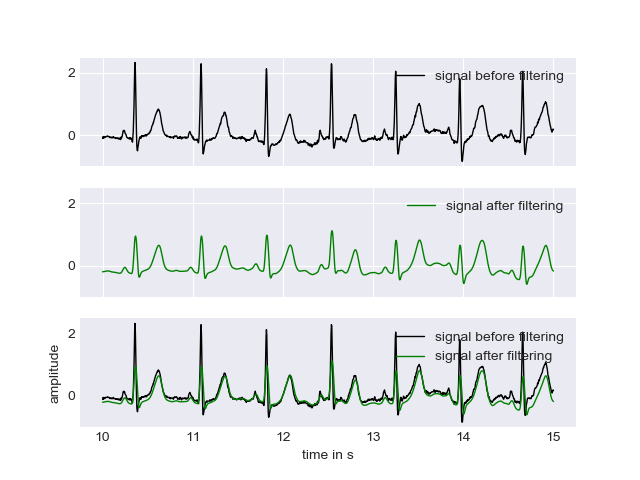 2
signal before filtering
0
2
signal after filtering
0
2
signal before filtering
signal after filtering
amplitude
0
10 11 12 13 14 15
time in s